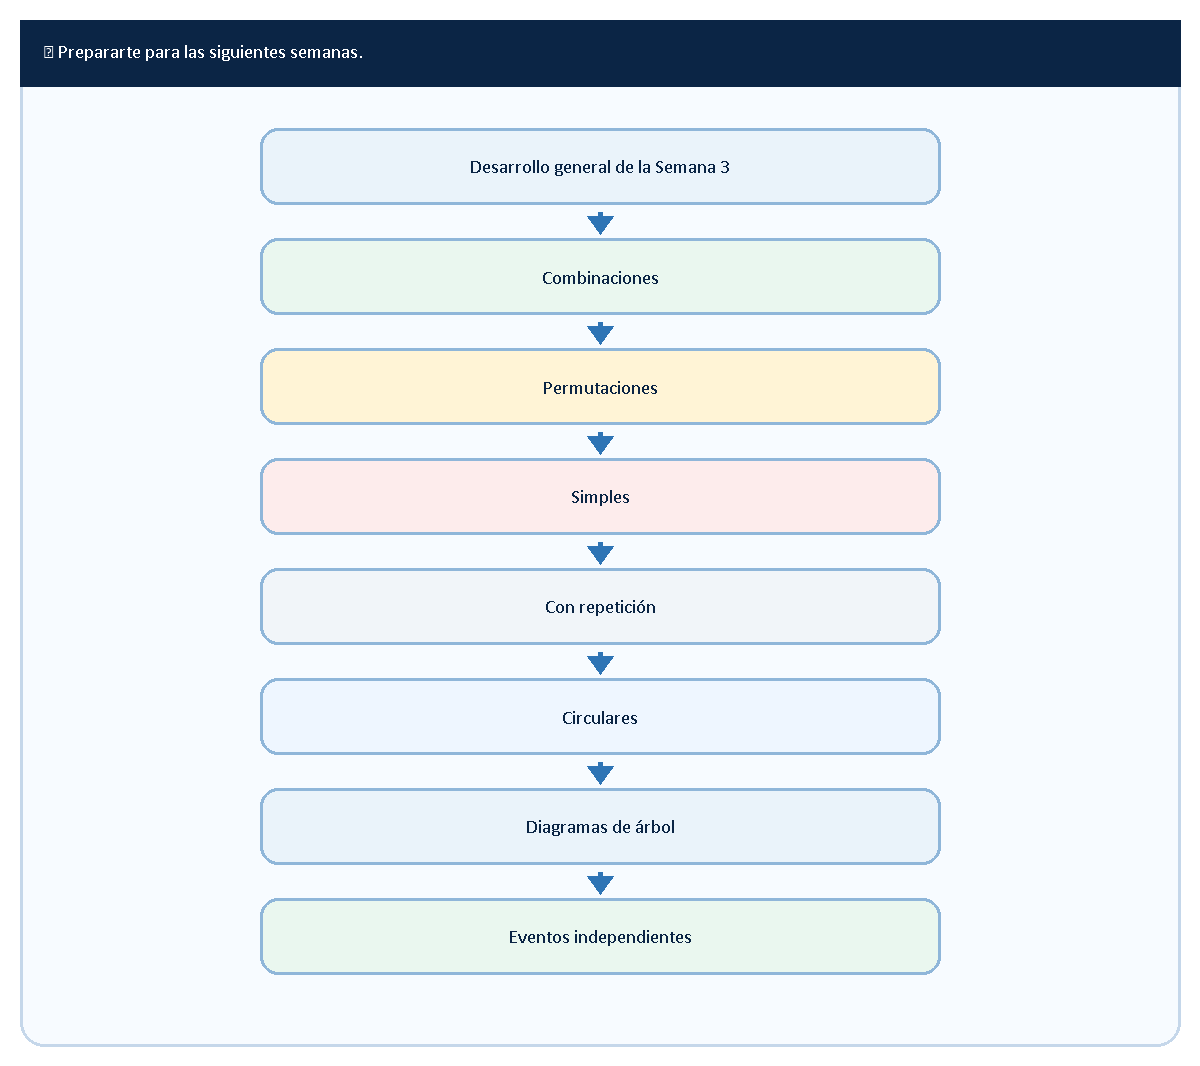 Prepararte para las siguientes semanas.
Desarrollo general de la Semana 3
Combinaciones
Permutaciones
Simples
Con repetición
Circulares
Diagramas de árbol
Eventos independientes